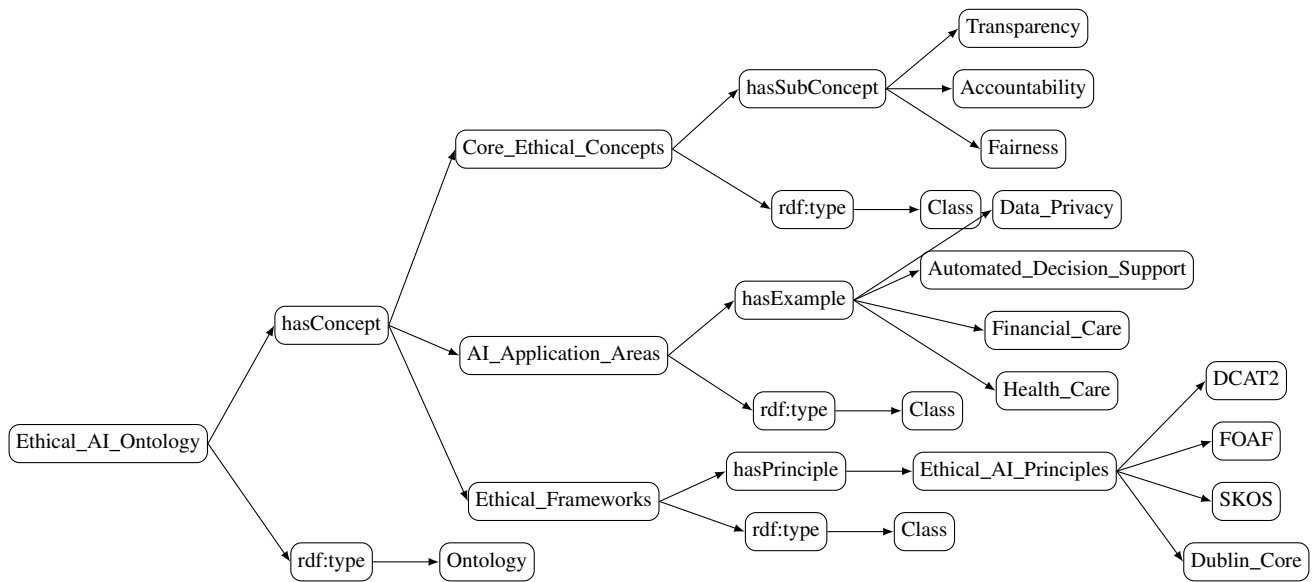 Transparency
hasSubConcept
Accountability
Core_Ethical_Concepts
Fairness
rdf:type
Class
Data_Privacy
Automated_Decision_Support
hasExample
hasConcept
Financial_Care
AI_Application_Areas
Health_Care
DCAT2
rdf:type
Class
Ethical_AI_Ontology
FOAF
hasPrinciple
Ethical_AI_Principles
Ethical_Frameworks
SKOS
rdf:type
Class
rdf:type
Ontology
Dublin_Core